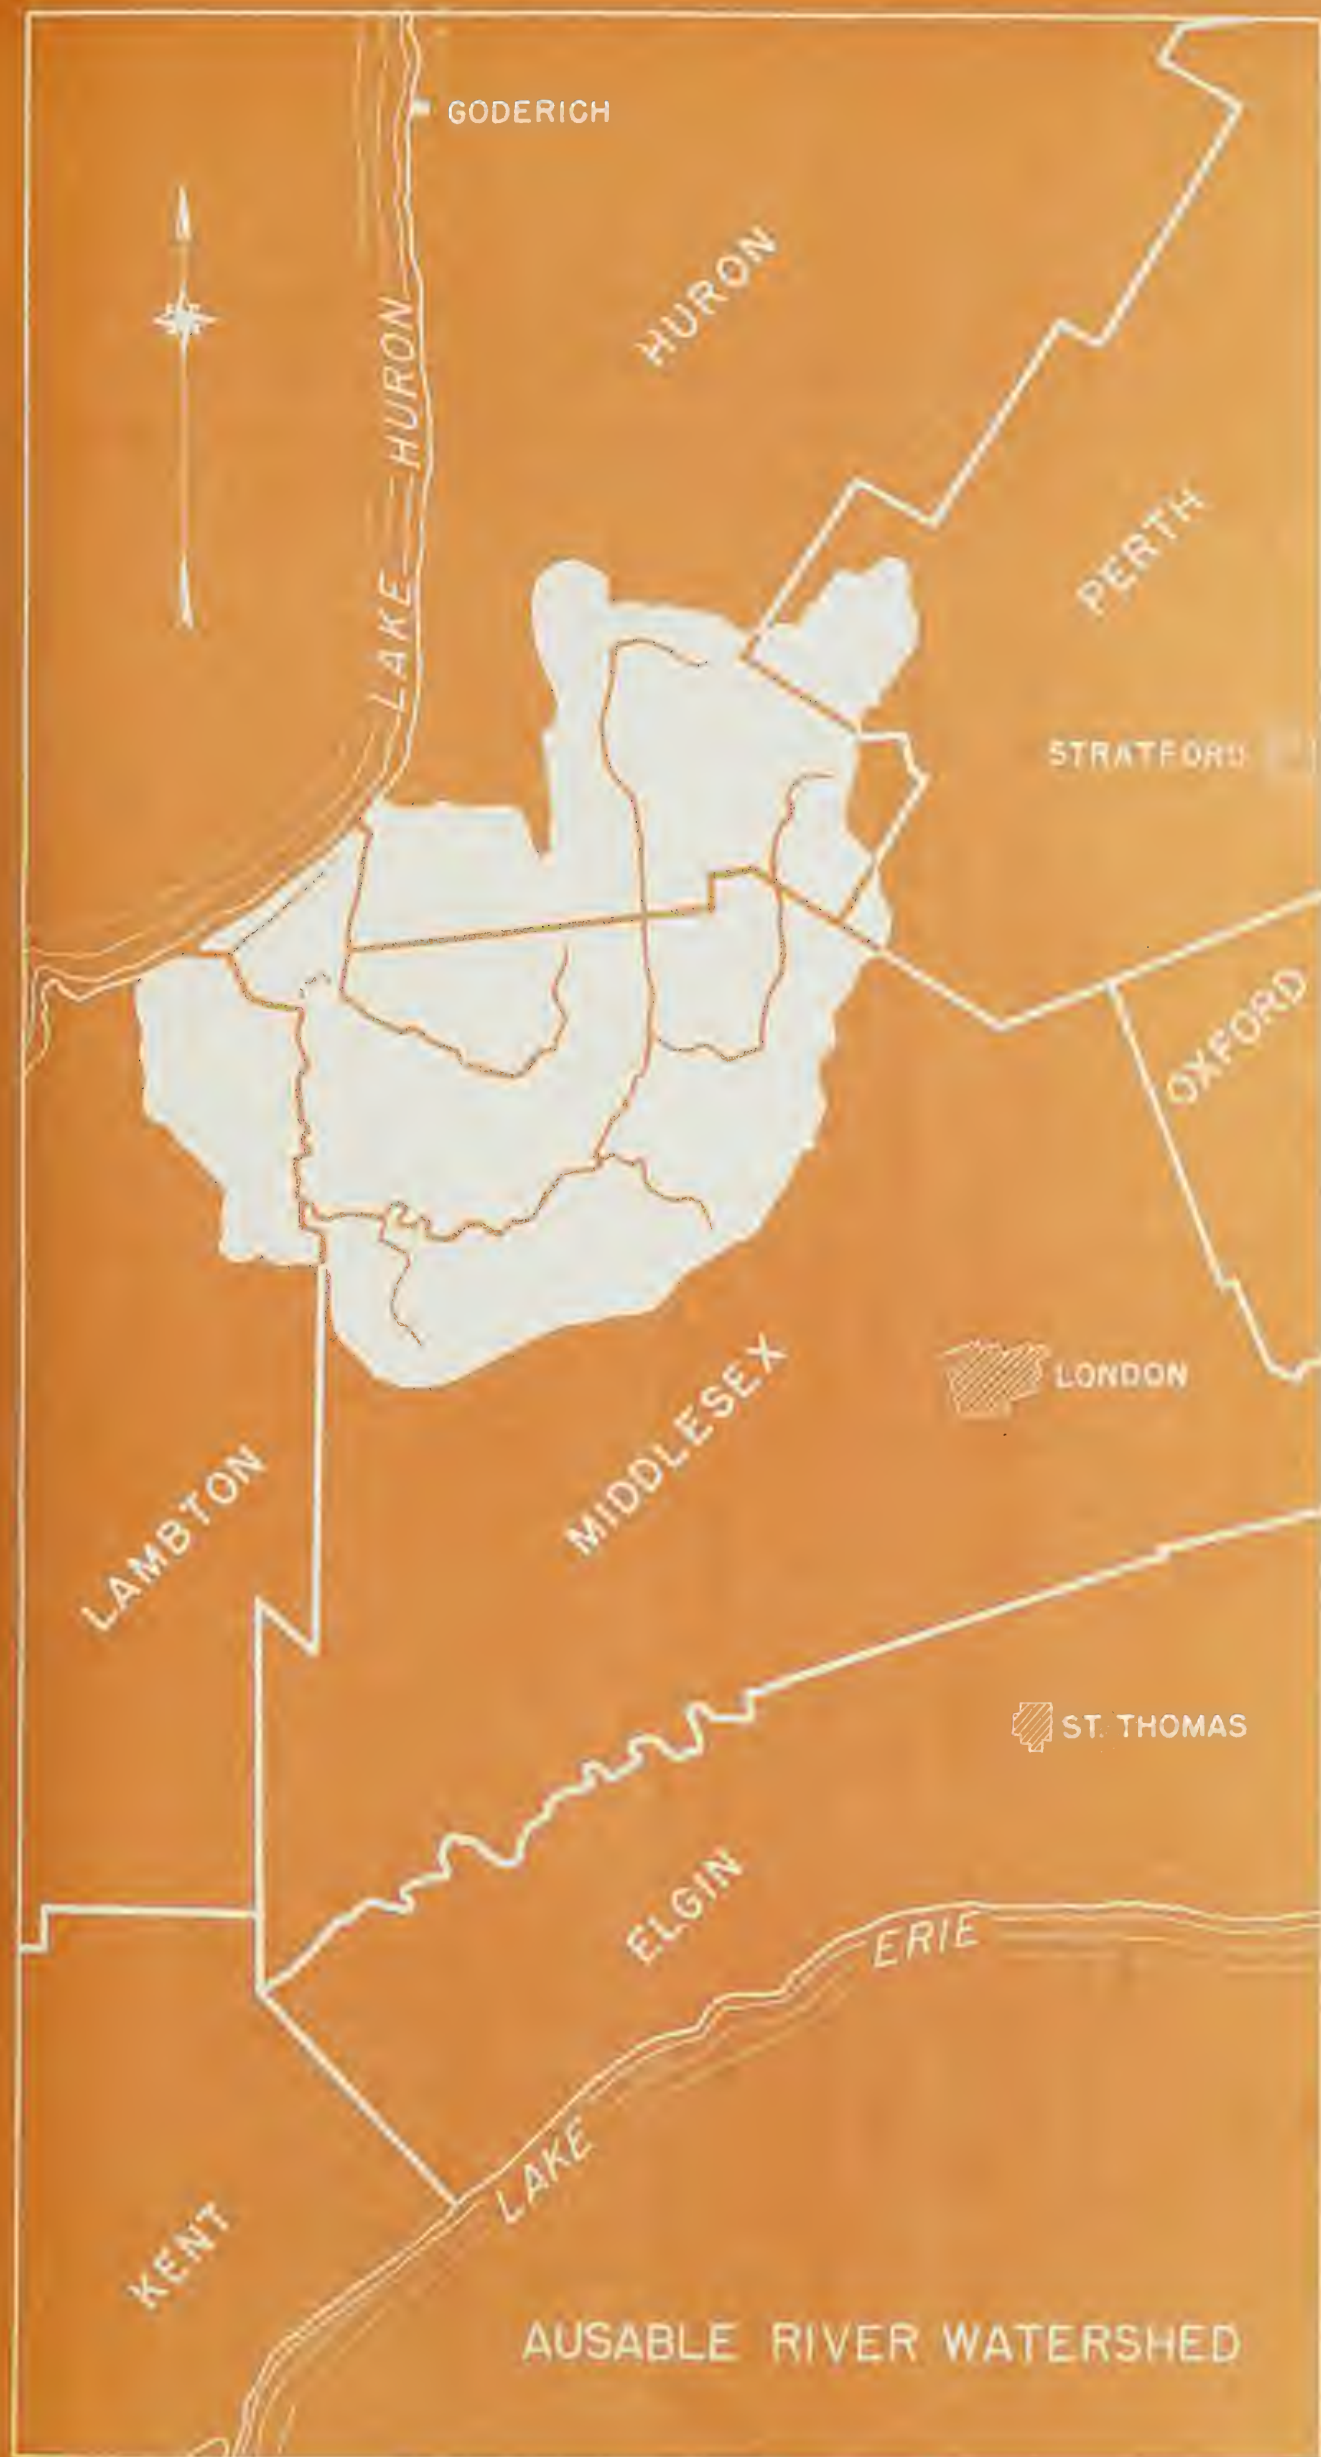 GODERICH
HURON
LAKE HURON
PERTH
STRATFORD
OXFORD
LONDON
MIDDLESEX
LAMBTON
ST. THOMAS
ELGIN
LAKE ERIE
KENT
AUSABLE RIVER WATERSHED